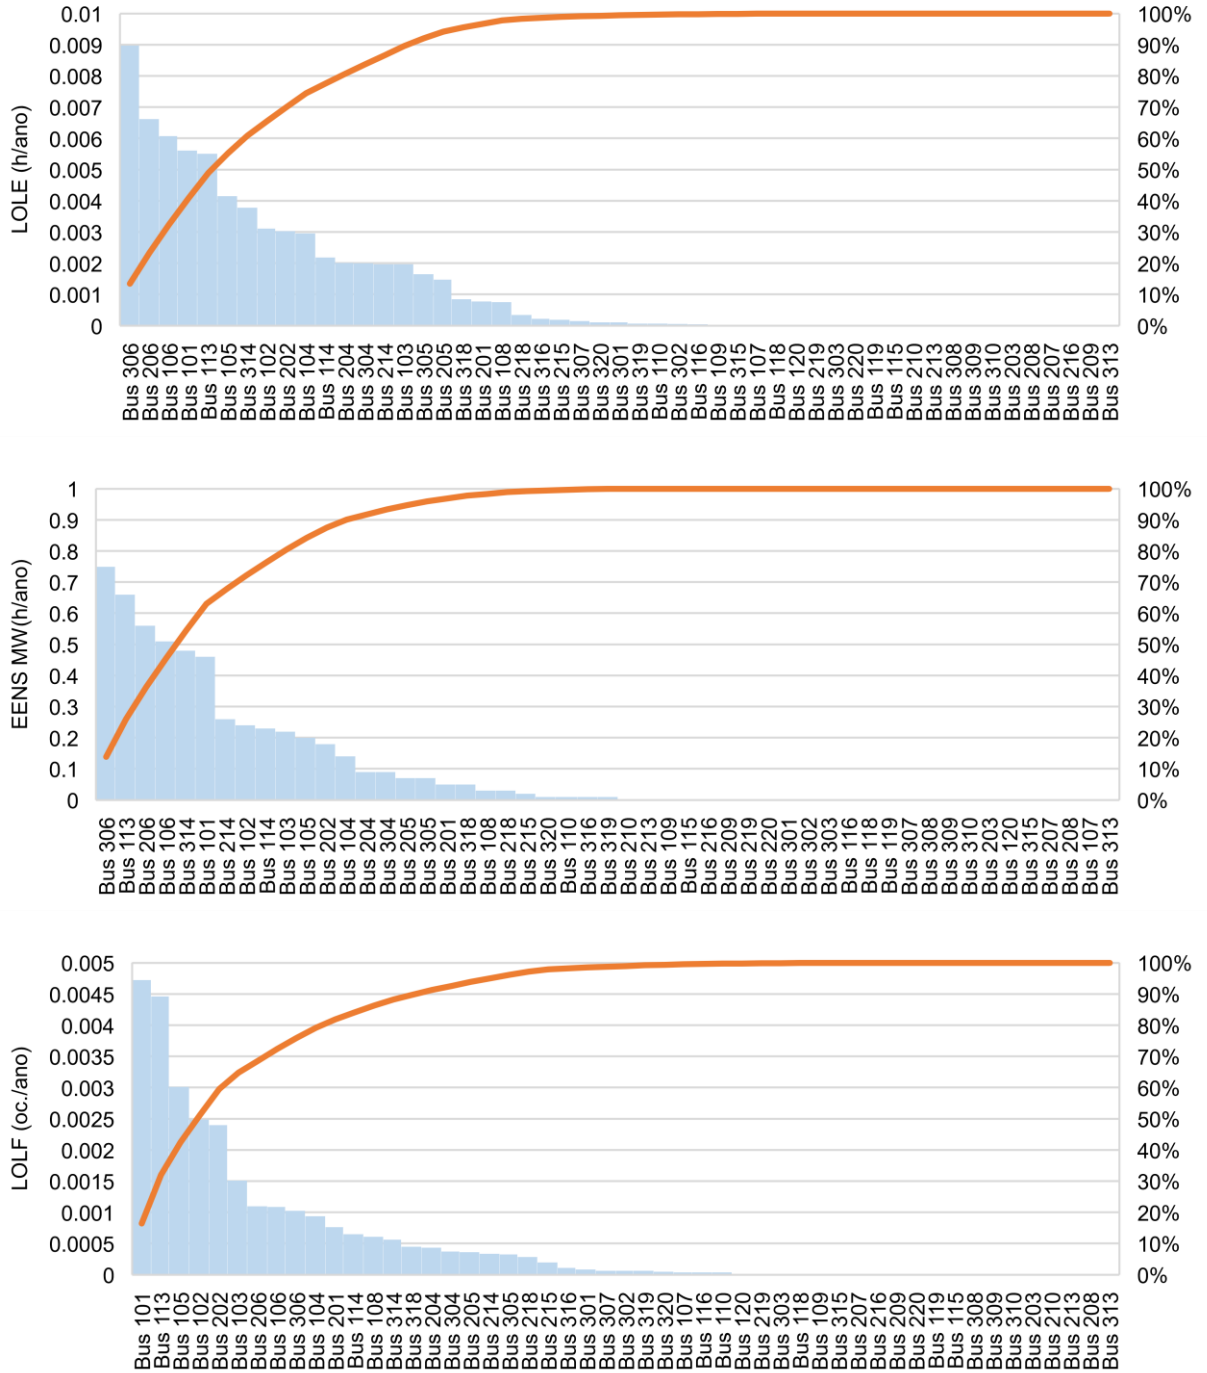 0.01
0.009
0.008
0.007
0.006
0.005
0.004
0.003
0.002
0.001
0
LOLE (h/ano)
100%
90%
80%
70%
60%
50%
40%
30%
20%
10%
0%
Bus 306
Bus 206
Bus 106
Bus 101
Bus 113
Bus 105
Bus 314
Bus 102
Bus 202
Bus 104
Bus 114
Bus 204
Bus 304
Bus 214
Bus 103
Bus 305
Bus 205
Bus 318
Bus 201
Bus 108
Bus 218
Bus 316
Bus 215
Bus 307
Bus 320
Bus 301
Bus 319
Bus 110
Bus 302
Bus 116
Bus 315
Bus 107
Bus 118
Bus 120
Bus 219
Bus 303
Bus 220
Bus 119
Bus 115
Bus 210
Bus 213
Bus 308
Bus 309
Bus 310
Bus 203
Bus 208
Bus 207
Bus 216
Bus 209
Bus 313
1
0.9
0.8
0.7
0.6
0.5
0.4
0.3
0.2
0.1
0
EENS MW(h/ano)
100%
90%
80%
70%
60%
50%
40%
30%
20%
10%
0%
Bus 306
Bus 113
Bus 206
Bus 106
Bus 314
Bus 101
Bus 214
Bus 102
Bus 114
Bus 103
Bus 105
Bus 202
Bus 104
Bus 204
Bus 304
Bus 205
Bus 305
Bus 201
Bus 318
Bus 108
Bus 218
Bus 215
Bus 320
Bus 110
Bus 316
Bus 319
Bus 210
Bus 213
Bus 109
Bus 115
Bus 216
Bus 209
Bus 219
Bus 220
Bus 301
Bus 302
Bus 303
Bus 116
Bus 118
Bus 119
Bus 307
Bus 308
Bus 309
Bus 310
Bus 203
Bus 120
Bus 315
Bus 207
Bus 208
Bus 107
Bus 313
0.005
0.0045
0.004
0.0035
0.003
0.0025
0.002
0.0015
0.001
0.0005
0
LOLF (oc./ano)
100%
90%
80%
70%
60%
50%
40%
30%
20%
10%
0%
Bus 101
Bus 113
Bus 105
Bus 102
Bus 202
Bus 103
Bus 206
Bus 106
Bus 306
Bus 104
Bus 201
Bus 114
Bus 108
Bus 314
Bus 318
Bus 204
Bus 304
Bus 205
Bus 214
Bus 305
Bus 218
Bus 215
Bus 316
Bus 301
Bus 307
Bus 302
Bus 319
Bus 320
Bus 107
Bus 116
Bus 110
Bus 120
Bus 219
Bus 303
Bus 118
Bus 109
Bus 315
Bus 207
Bus 216
Bus 209
Bus 220
Bus 119
Bus 115
Bus 308
Bus 309
Bus 310
Bus 203
Bus 210
Bus 213
Bus 208
Bus 313